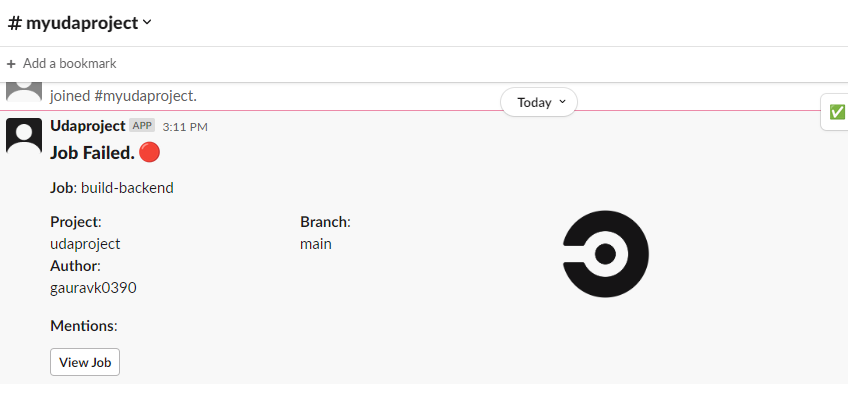 # myudaproject
+ Add a bookmark
joined #myudaproject.
Today
Udaproject APP 3:11 PM
Job Failed.
Job: build-backend
Project: Branch:
udaproject main
Author:
gauravk0390
Mentions:
View Job